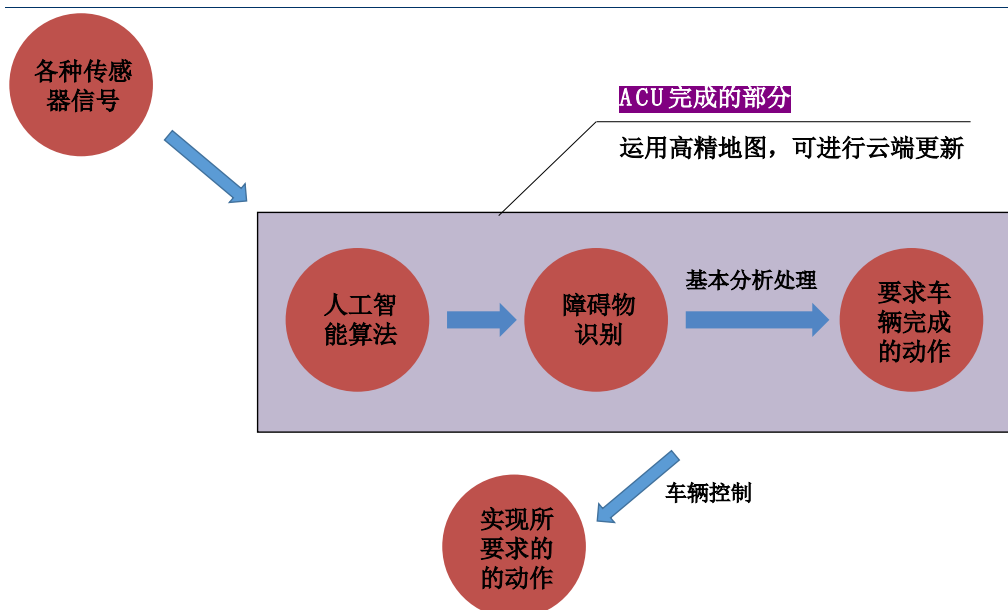 各种传感
器信号
ACU完成的部分
运用高精地图，可进行云端更新
人工智
能算法
障碍物
识别
基本分析处理
要求车
辆完成
的动作
车辆控制
实现所
要求的
的动作